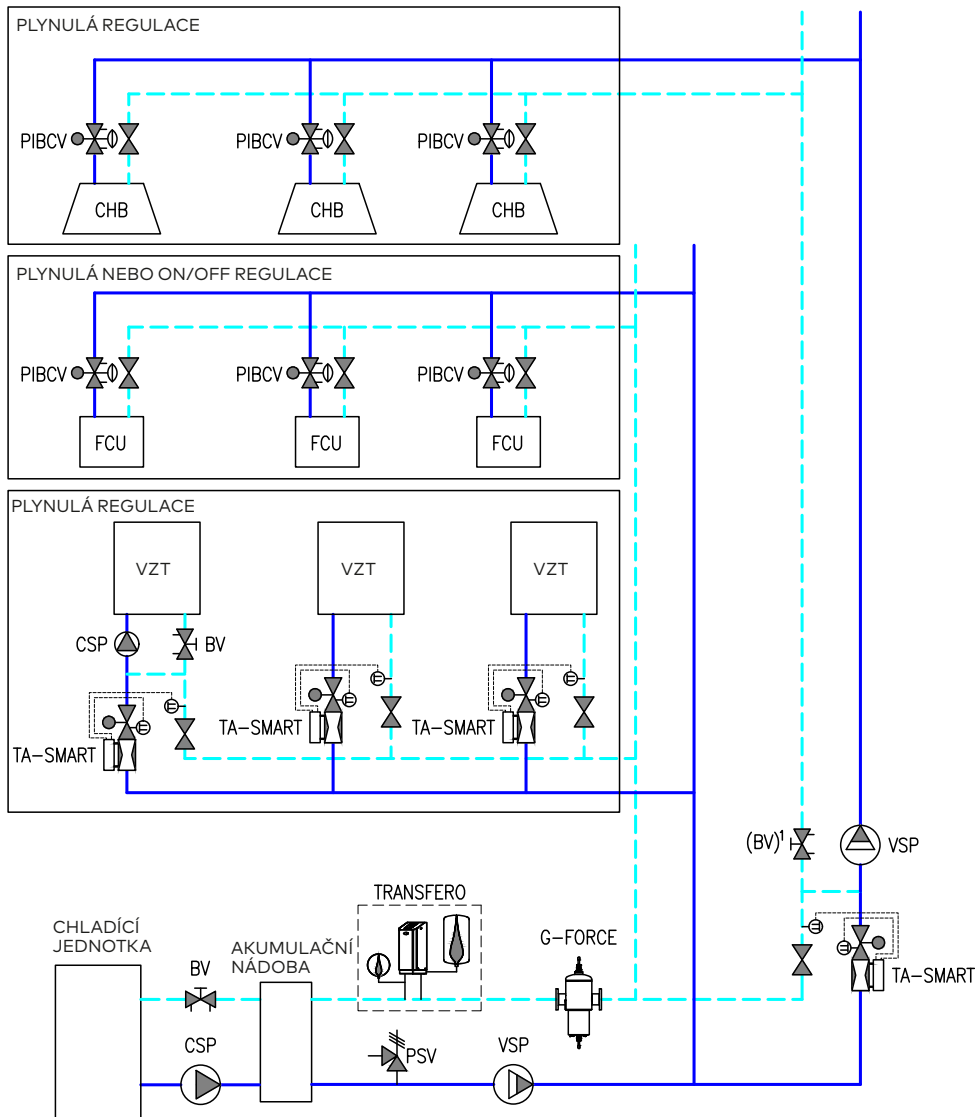 PLYNULÁ REGULACE
PIBCV
PIBCV
PIBCV
CHB
CHB
CHB
PLYNULÁ NEBO ON/OFF REGULACE
PIBCV
PIBCV
PIBCV
FCU
FCU
FCU
PLYNULÁ REGULACE
VZT
VZT
VZT
CSP
BV
TA-SMART
TA-SMART
TA-SMART
(BV)¹
VSP
TRANSFERO
CHLADÍCÍ
JEDNOTKA
AKUMULAČNÍ
NÁDOBA
G-FORCE
BV
TA-SMART
CSP
PSV
VSP